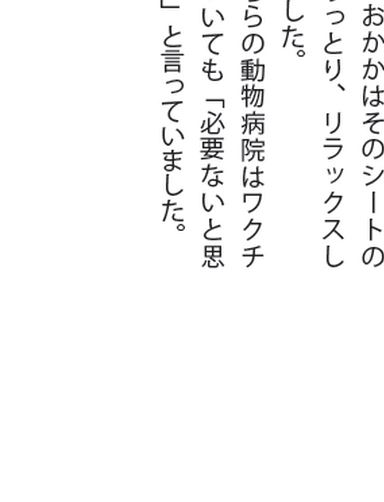 おかかはそのシートの
っとり、リラックスし
した。
らの動物病院はワクチ
いても「必要ないと思
」と言っていました。